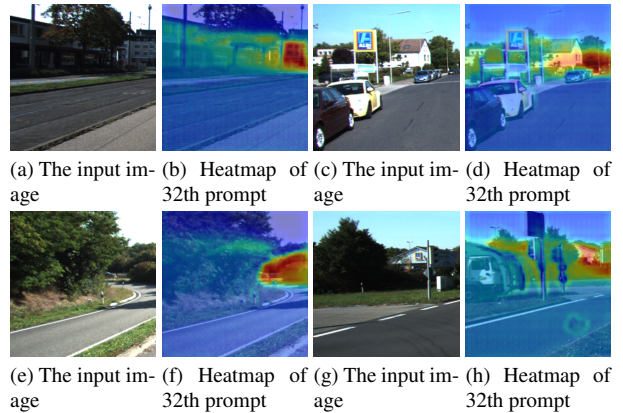 (a) The input im-
age
(b) Heatmap of
32th prompt
(c) The input im-
age
(d) Heatmap of
32th prompt
(e) The input im-
age
(f) Heatmap of
32th prompt
(g) The input im-
age
(h) Heatmap of
32th prompt